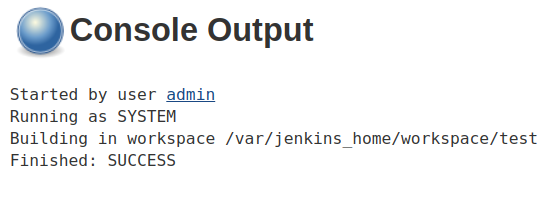 Console Output
Started by user admin
Running as SYSTEM
Building in workspace /var/jenkins_home/workspace/test
Finished: SUCCESS